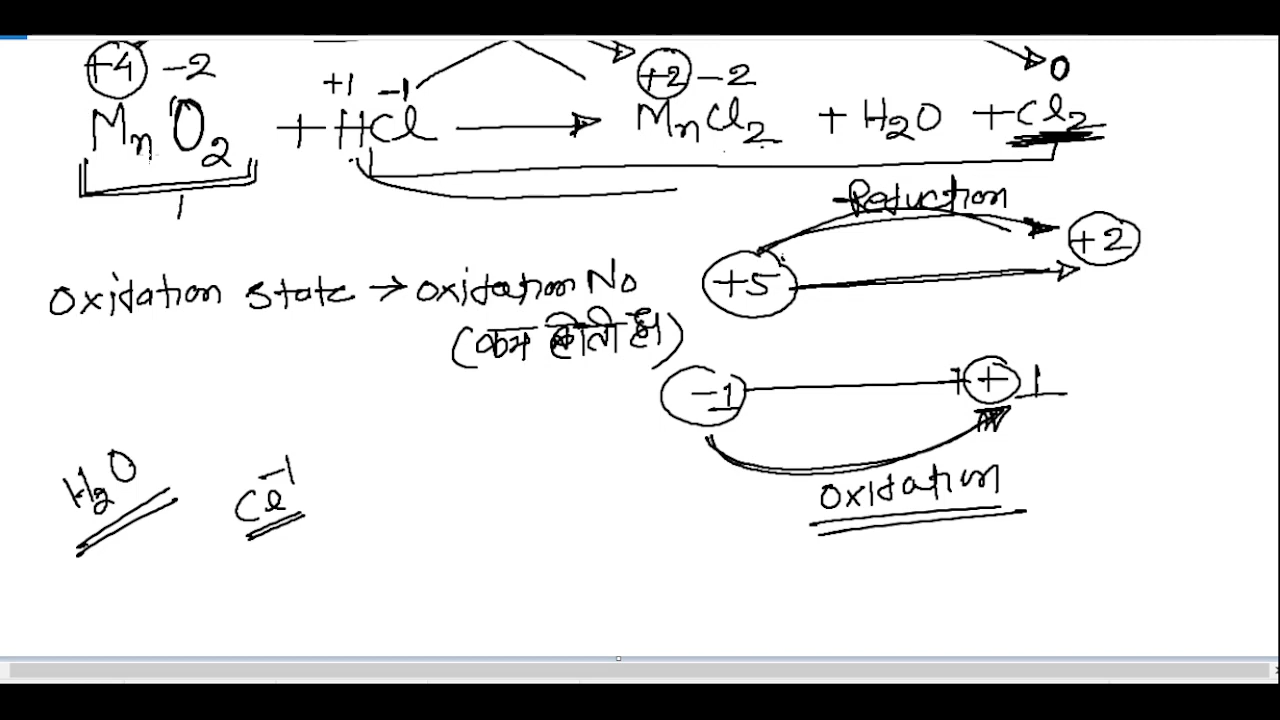 +4 -2 +1 -1 +2 -2 0
MnO2 + HCl → MnCl2 + H2O + Cl2
Reduction
+5 +2
Oxidation state → Oxidation No
(कम होती है)
-1 + 1
H2O Cl-1
Oxidation